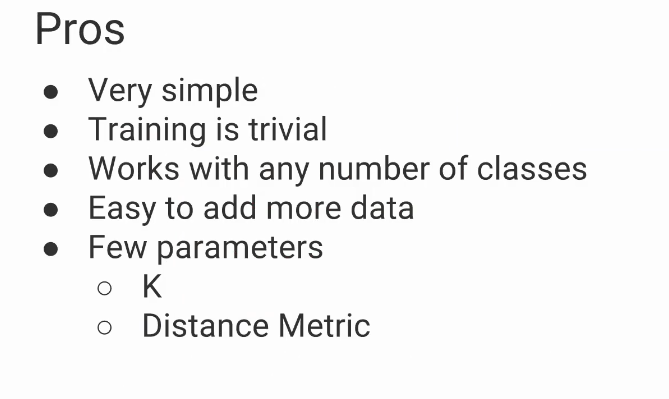 Pros
● Very simple
● Training is trivial
● Works with any number of classes
● Easy to add more data
● Few parameters
○ K
○ Distance Metric